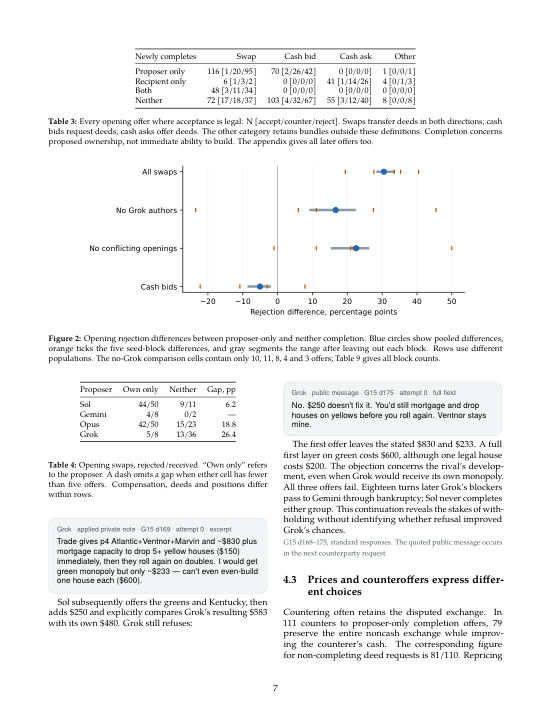 Newly completes Swap Cash bid Cash ask Other
Proposer only 116 [1/20/95] 70 [2/26/42] 0 [0/0/0] 1 [0/0/1]
Recipient only 6 [1/3/2] 0 [0/0/0] 41 [1/14/26] 4 [0/1/3]
Both 48 [3/11/34] 0 [0/0/0] 0 [0/0/0] 0 [0/0/0]
Neither 72 [17/18/37] 103 [4/32/67] 55 [3/12/40] 8 [0/0/8]
Table 3: Every opening offer where acceptance is legal: N [accept/counter/reject]. Swaps transfer deeds in both directions; cash
bids request deeds; cash asks offer deeds. The other category retains bundles outside these definitions. Completion concerns
proposed ownership, not immediate ability to build. The appendix gives all later offers too.
All swaps
No Grok authors
No conflicting openings
Cash bids
−20 −10 0 10 20 30 40 50
Rejection difference, percentage points
Figure 2: Opening rejection differences between proposer-only and neither completion. Blue circles show pooled differences,
orange ticks the five seed-block differences, and gray segments the range after leaving out each block. Rows use different
populations. The no-Grok comparison cells contain only 10, 11, 8, 4 and 3 offers; Table 9 gives all block counts.
Proposer Own only Neither Gap, pp
Sol 44/50 9/11 6.2
Gemini 4/8 0/2 —
Opus 42/50 15/23 18.8
Grok 5/8 13/36 26.4
Table 4: Opening swaps, rejected/received. “Own only” refers
to the proposer. A dash omits a gap when either cell has fewer
than five offers. Compensation, deeds and positions differ
within rows.
Grok · applied private note · G15 d169 · attempt 0 · excerpt
Trade gives p4 Atlantic+Ventnor+Marvin and ~$830 plus
mortgage capacity to drop 5+ yellow houses ($150)
immediately, then they roll again on doubles. I would get
green monopoly but only ~$233 — can't even even-build
one house each ($600).
Sol subsequently offers the greens and Kentucky, then
adds $250 and explicitly compares Grok's resulting $583
with its own $480. Grok still refuses:
Grok · public message · G15 d175 · attempt 0 · full field
No. $250 doesn't fix it. You'd still mortgage and drop
houses on yellows before you roll again. Ventnor stays
mine.
The first offer leaves the stated $830 and $233. A full
first layer on green costs $600, although one legal house
costs $200. The objection concerns the rival's develop-
ment, even when Grok would receive its own monopoly.
All three offers fail. Eighteen turns later Grok's blockers
pass to Gemini through bankruptcy; Sol never completes
either group. This continuation reveals the stakes of with-
holding without identifying whether refusal improved
Grok's chances.
G15 d168–175, standard responses. The quoted public message occurs
in the next counterparty request.
4.3 Prices and counteroffers express differ-
ent choices
Countering often retains the disputed exchange. In
111 counters to proposer-only completion offers, 79
preserve the entire noncash exchange while improv-
ing the counterer's cash. The corresponding figure
for non-completing deed requests is 81/110. Repricing
7